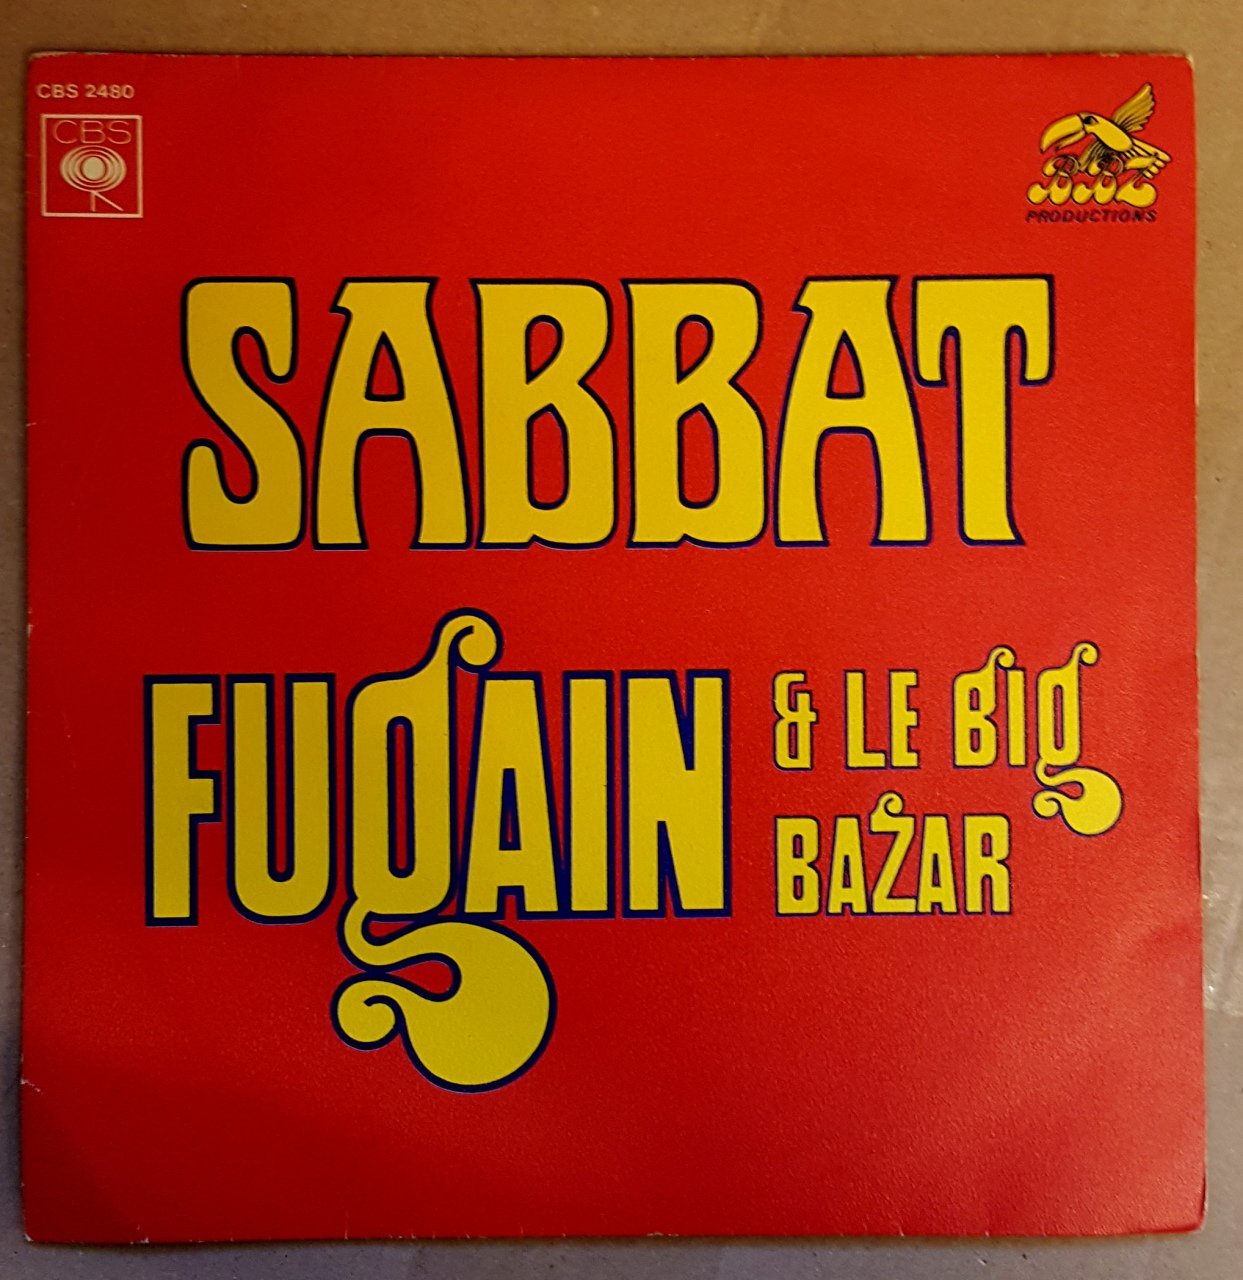 CBS 2480
CBS
BBZ
PRODUCTIONS
SABBAT
FUgAIN & LE BIg
BAZAR